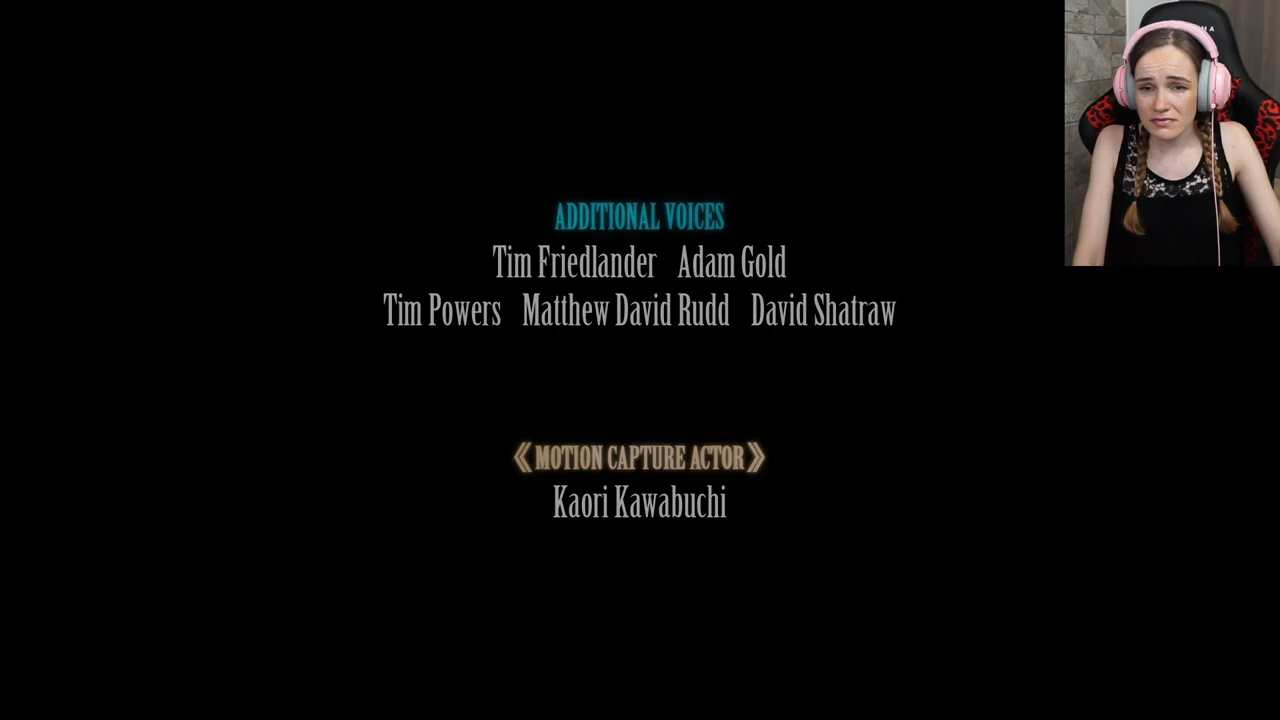 ADDITIONAL VOICES
Tim Friedlander Adam Gold
Tim Powers Matthew David Rudd David Shatraw
《MOTION CAPTURE ACTOR》
Kaori Kawabuchi